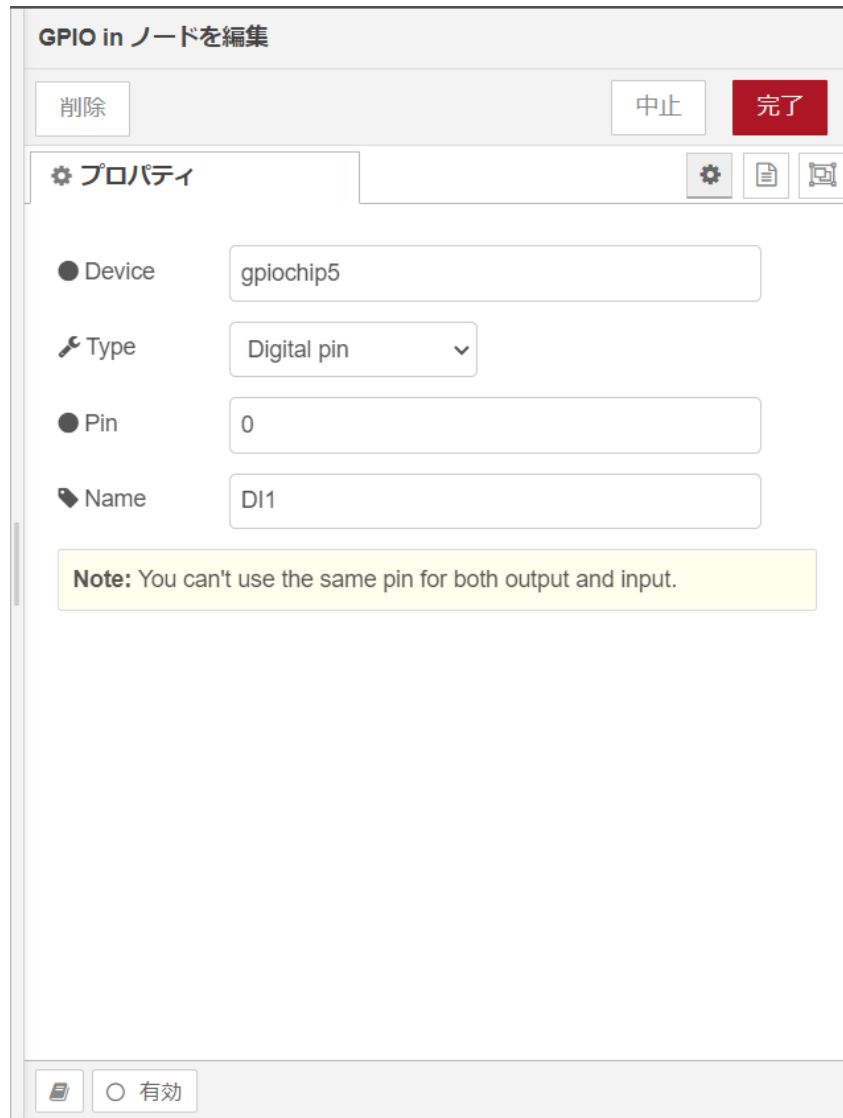 GPIO in ノードを編集
削除
中止
完了
プロパティ
Device
gpiochip5
Type
Digital pin
Pin
0
Name
DI1
Note: You can't use the same pin for both output and input.
有効